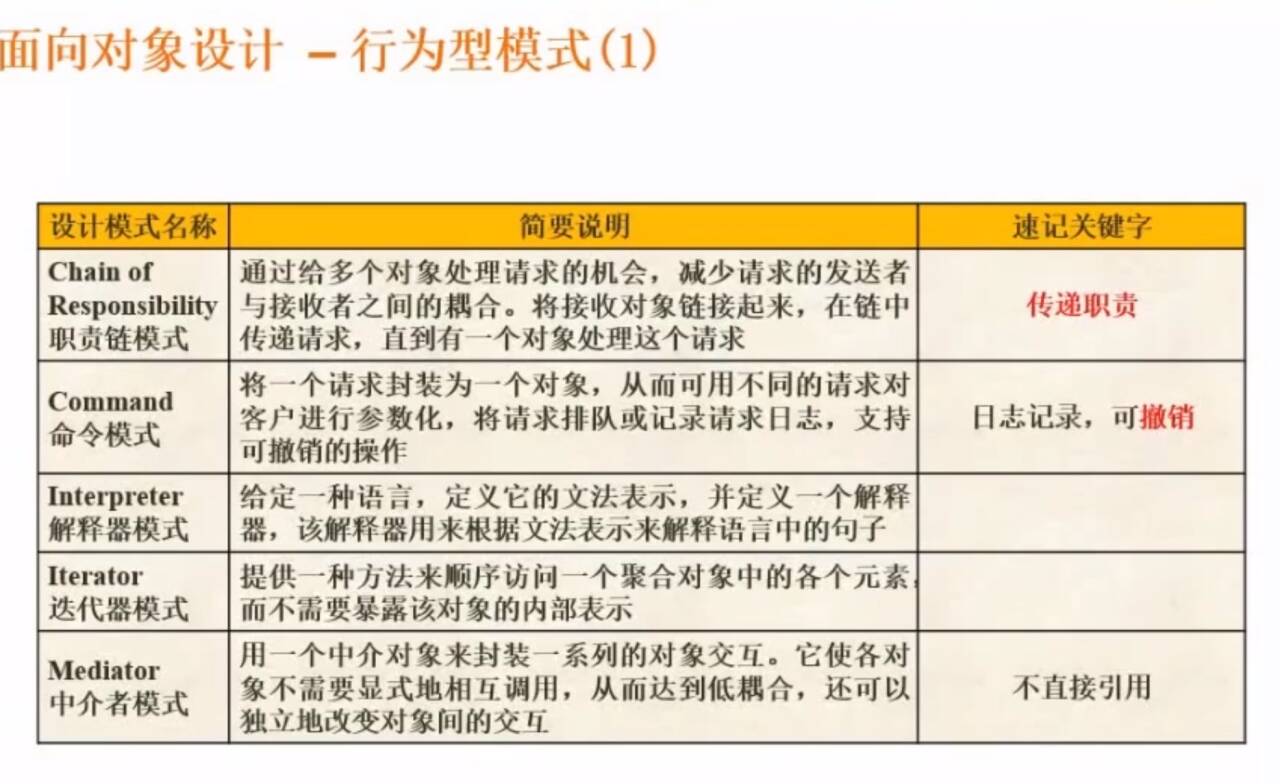 面向对象设计 – 行为型模式(1)
设计模式名称 简要说明 速记关键字
Chain of
Responsibility
职责链模式
通过给多个对象处理请求的机会，减少请求的发送者
与接收者之间的耦合。将接收对象链接起来，在链中
传递请求，直到有一个对象处理这个请求
传递职责
Command
命令模式
将一个请求封装为一个对象，从而可用不同的请求对
客户进行参数化，将请求排队或记录请求日志，支持
可撤销的操作
日志记录，可撤销
Interpreter
解释器模式
给定一种语言，定义它的文法表示，并定义一个解释
器，该解释器用来根据文法表示来解释语言中的句子
Iterator
迭代器模式
提供一种方法来顺序访问一个聚合对象中的各个元素，
而不需要暴露该对象的内部表示
Mediator
中介者模式
用一个中介对象来封装一系列的对象交互。它使各对
象不需要显式地相互调用，从而达到低耦合，还可以
独立地改变对象间的交互
不直接引用